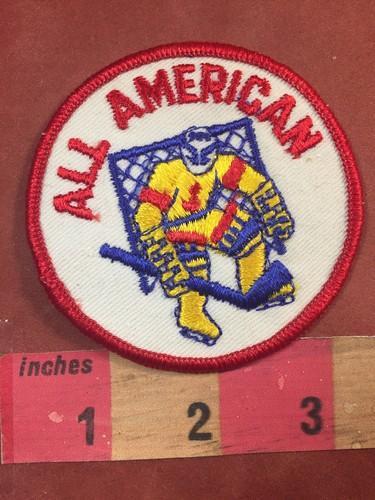 ALL AMERICAN
inches
1 2 3